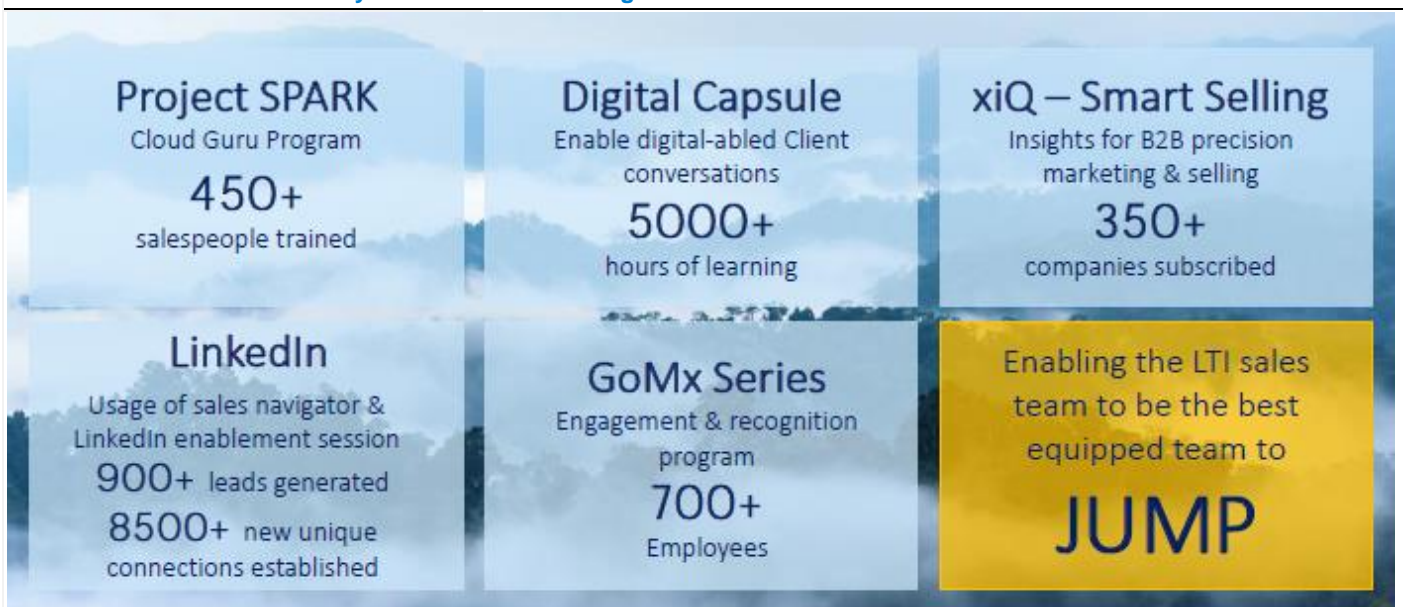 Project SPARK
Cloud Guru Program
450+
salespeople trained
Digital Capsule
Enable digital-abled Client
conversations
5000+
hours of learning
xiQ – Smart Selling
Insights for B2B precision
marketing & selling
350+
companies subscribed
LinkedIn
Usage of sales navigator &
LinkedIn enablement session
900+ leads generated
8500+ new unique
connections established
GoMx Series
Engagement & recognition
program
700+
Employees
Enabling the LTI sales
team to be the best
equipped team to
JUMP